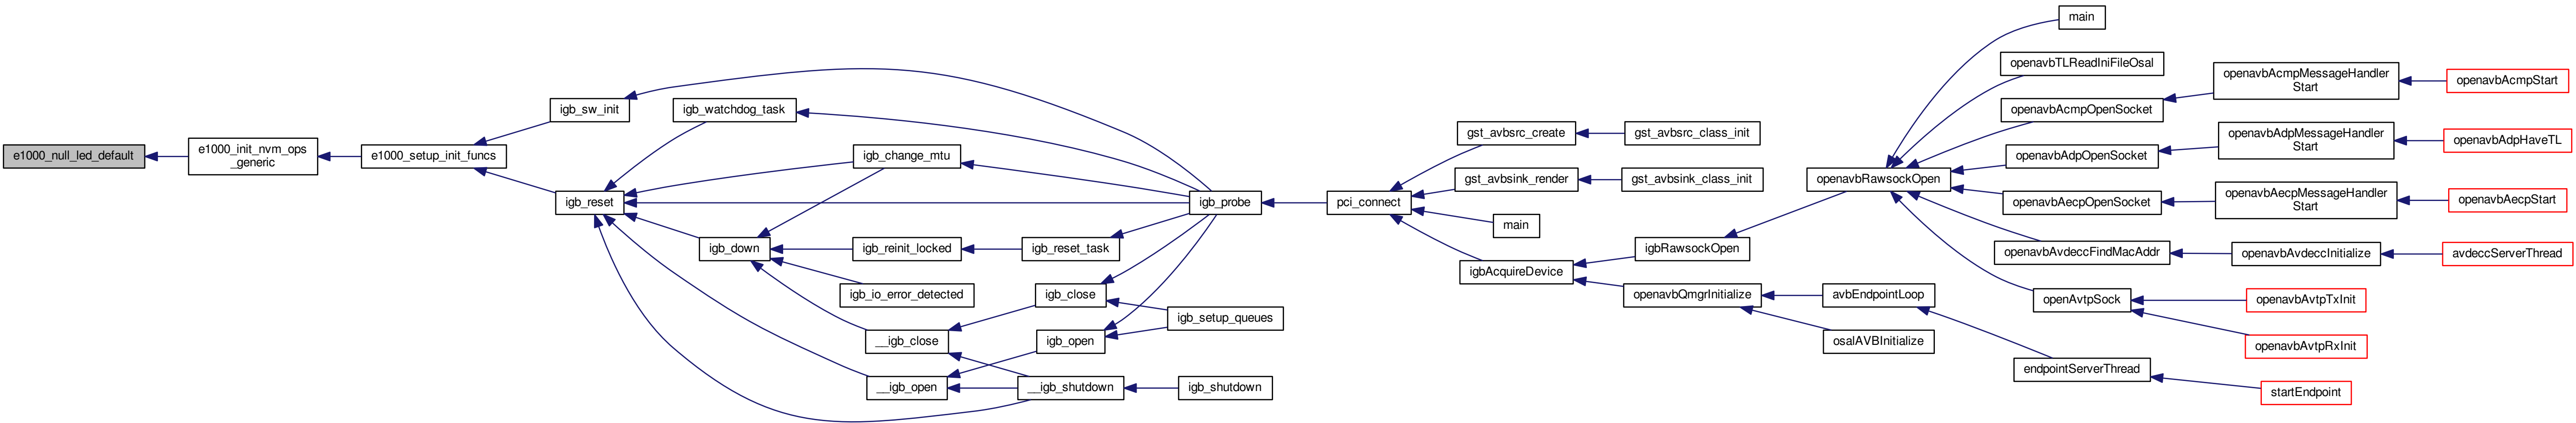 e1000_null_led_default
e1000_init_nvm_ops
_generic
e1000_setup_init_funcs
igb_sw_init
igb_reset
igb_watchdog_task
igb_change_mtu
igb_down
igb_reinit_locked
igb_reset_task
igb_io_error_detected
igb_close
__igb_close
igb_open
__igb_open
__igb_shutdown
igb_probe
igb_setup_queues
igb_shutdown
pci_connect
gst_avbsrc_create
gst_avbsrc_class_init
gst_avbsink_render
gst_avbsink_class_init
main
igbAcquireDevice
igbRawsockOpen
openavbQmgrInitialize
avbEndpointLoop
osalAVBInitialize
openavbRawsockOpen
main
openavbTLReadIniFileOsal
openavbAcmpOpenSocket
openavbAcmpMessageHandler
Start
openavbAcmpStart
openavbAdpOpenSocket
openavbAdpMessageHandler
Start
openavbAdpHaveTL
openavbAecpOpenSocket
openavbAecpMessageHandler
Start
openavbAecpStart
openavbAvdeccFindMacAddr
openavbAvdeccInitialize
avdeccServerThread
openAvtpSock
openavbAvtpTxInit
openavbAvtpRxInit
endpointServerThread
startEndpoint